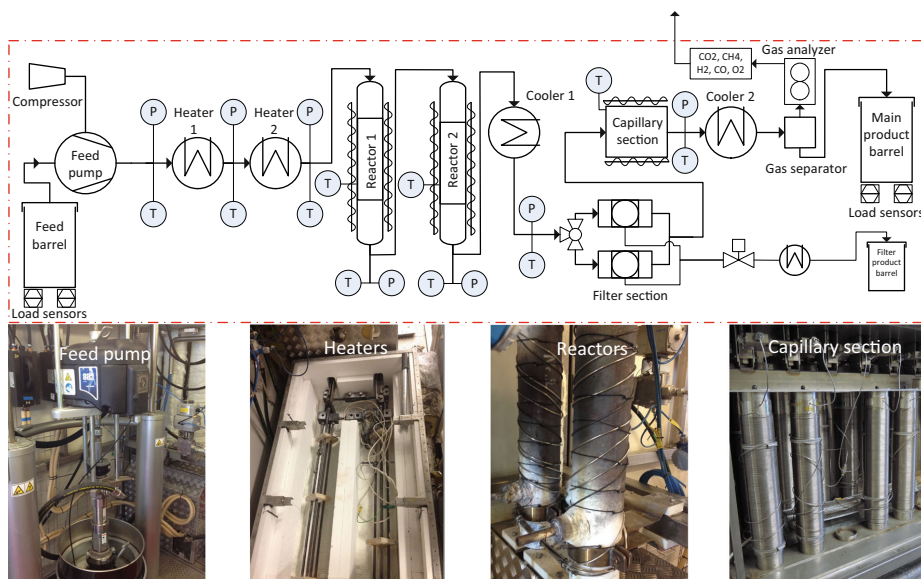 CO2, CH4,
H2, CO, O2
Gas analyzer
Compressor
P
Heater
1
P
Heater
2
P
Cooler 1
T
Capillary
section
P
Cooler 2
Main
product
barrel
Feed
pump
Reactor 1
Reactor 2
Gas separator
T
T
T
T
T
T
Load sensors
Feed
barrel
P
T
Filter
product
barrel
T
P
T
P
Filter section
Load sensors
Feed pump
Heaters
Reactors
Capillary section